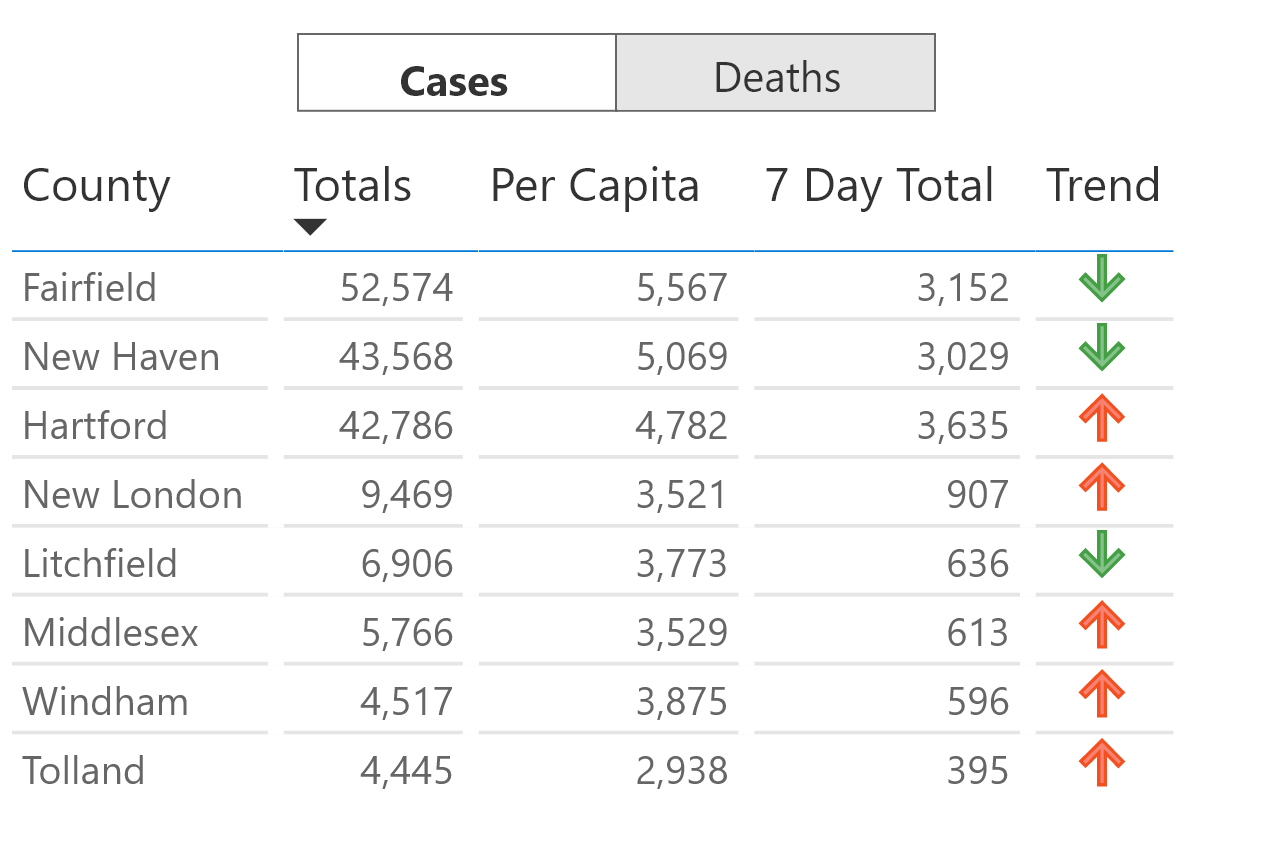 Cases Deaths
County Totals Per Capita 7 Day Total Trend
Fairfield 52,574 5,567 3,152
New Haven 43,568 5,069 3,029
Hartford 42,786 4,782 3,635
New London 9,469 3,521 907
Litchfield 6,906 3,773 636
Middlesex 5,766 3,529 613
Windham 4,517 3,875 596
Tolland 4,445 2,938 395